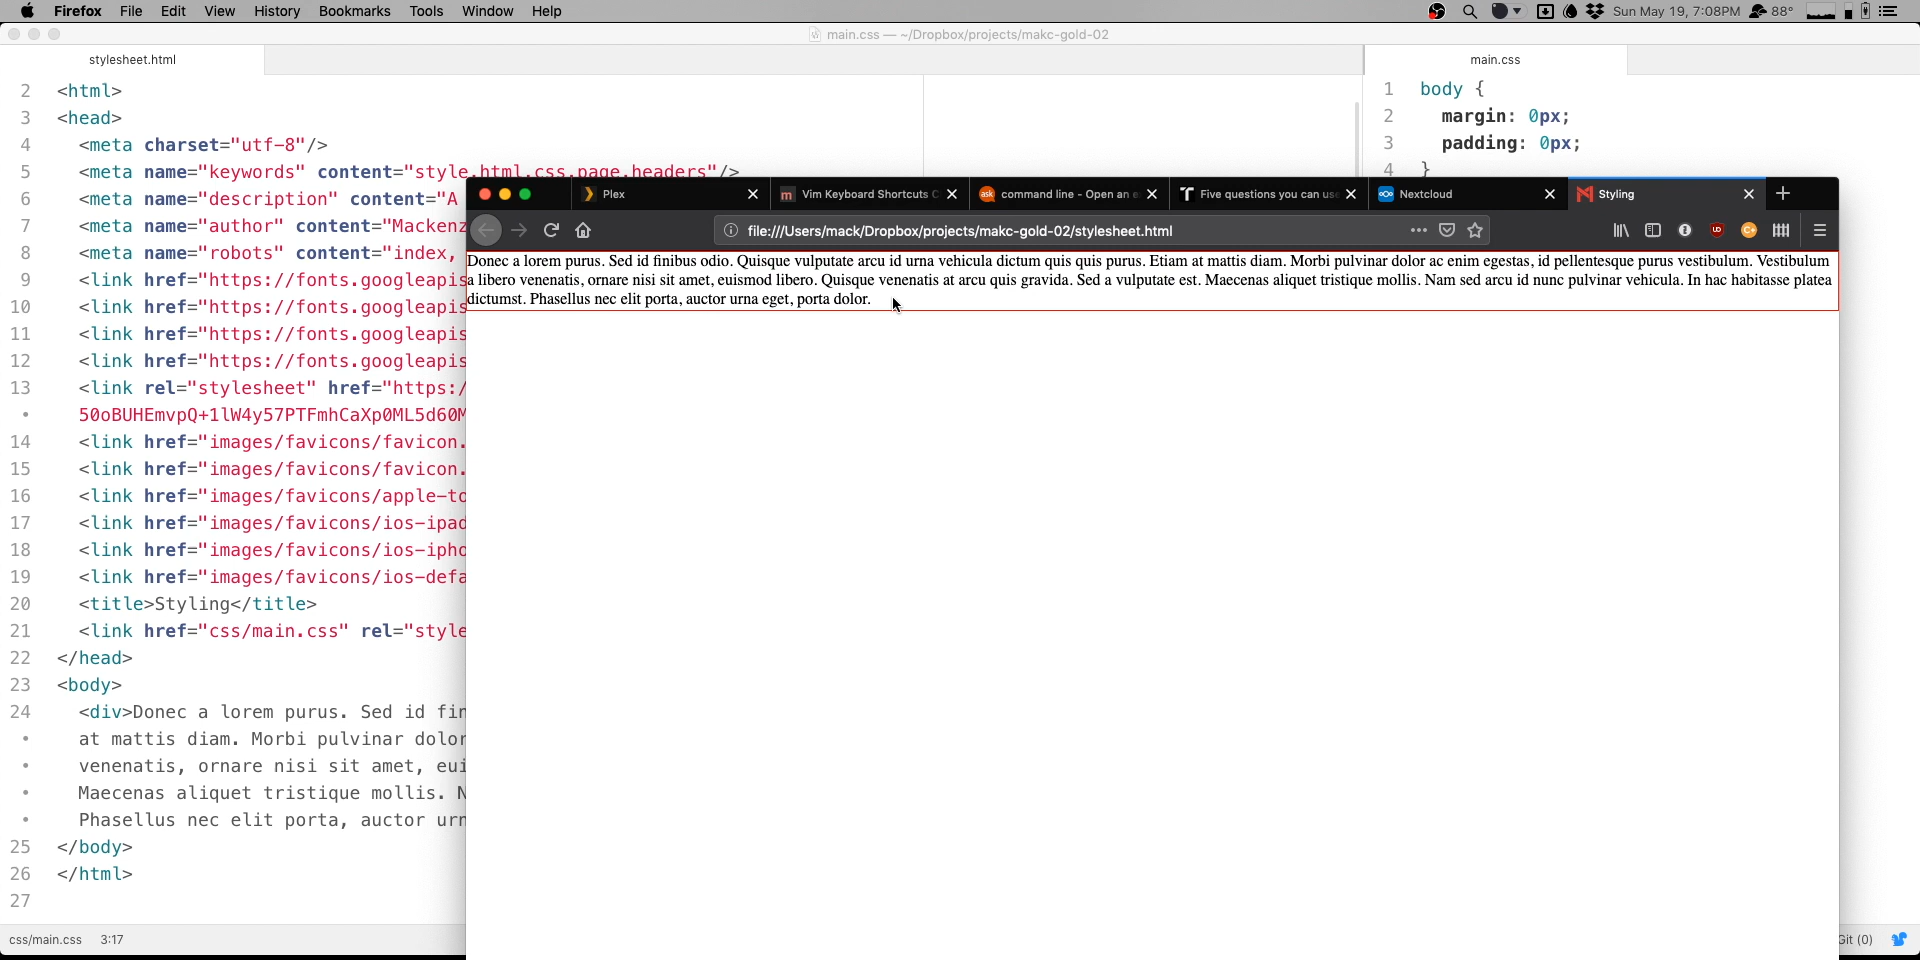 Firefox File Edit View History Bookmarks Tools Window Help
Sun May 19, 7:08PM 88°
main.css — ~/Dropbox/projects/makc-gold-02
stylesheet.html
main.css
2 <html>
3 <head>
4 <meta charset="utf-8"/>
5 <meta name="keywords" content="style,html,css,page,headers"/>
6 <meta name="description" content="A
7 <meta name="author" content="Mackenz
8 <meta name="robots" content="index,
9 <link href="https://fonts.googleapis
10 <link href="https://fonts.googleapis
11 <link href="https://fonts.googleapis
12 <link href="https://fonts.googleapis
13 <link rel="stylesheet" href="https:/
• 50oBUHEmvpQ+1lW4y57PTFmhCaXp0ML5d60M
14 <link href="images/favicons/favicon.
15 <link href="images/favicons/favicon.
16 <link href="images/favicons/apple-to
17 <link href="images/favicons/ios-ipad
18 <link href="images/favicons/ios-ipho
19 <link href="images/favicons/ios-defa
20 <title>Styling</title>
21 <link href="css/main.css" rel="style
22 </head>
23 <body>
24 <div>Donec a lorem purus. Sed id fin
• at mattis diam. Morbi pulvinar dolor
• venenatis, ornare nisi sit amet, eui
• Maecenas aliquet tristique mollis. N
• Phasellus nec elit porta, auctor urn
25 </body>
26 </html>
27
1 body {
2 margin: 0px;
3 padding: 0px;
4 }
Plex
Vim Keyboard Shortcuts C
ask command line - Open an e
Five questions you can use
Nextcloud
Styling
file:///Users/mack/Dropbox/projects/makc-gold-02/stylesheet.html
Donec a lorem purus. Sed id finibus odio. Quisque vulputate arcu id urna vehicula dictum quis quis purus. Etiam at mattis diam. Morbi pulvinar dolor ac enim egestas, id pellentesque purus vestibulum. Vestibulum
a libero venenatis, ornare nisi sit amet, euismod libero. Quisque venenatis at arcu quis gravida. Sed a vulputate est. Maecenas aliquet tristique mollis. Nam sed arcu id nunc pulvinar vehicula. In hac habitasse platea
dictumst. Phasellus nec elit porta, auctor urna eget, porta dolor.
css/main.css 3:17
Git (0)